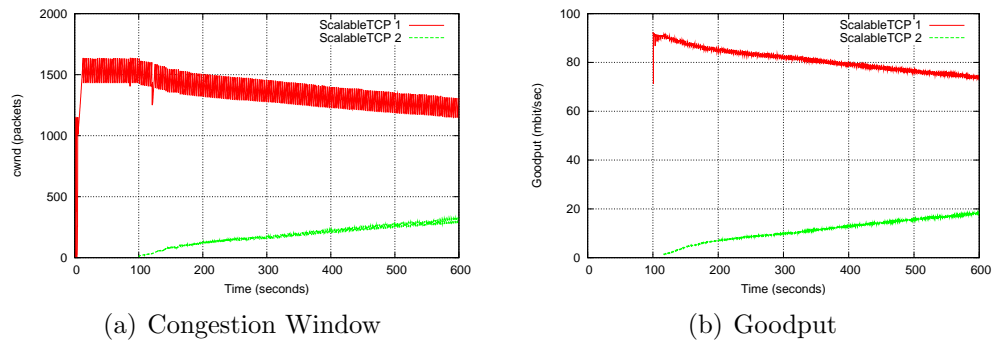 2000
1500
1000
500
0
0 100 200 300 400 500 600
cwnd (packets)
Time (seconds)
ScalableTCP 1
ScalableTCP 2
(a) Congestion Window
100
80
60
40
20
0
0 100 200 300 400 500 600
Goodput (mbit/sec)
Time (seconds)
ScalableTCP 1
ScalableTCP 2
(b) Goodput